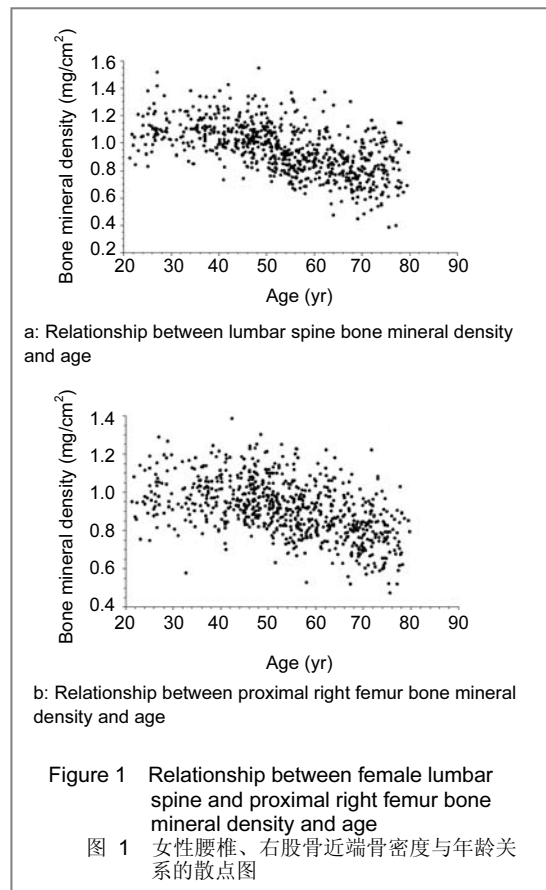 Bone mineral density (mg/cm²)
1.6
1.4
1.2
1.0
0.8
0.6
0.4
0.2
20 30 40 50 60 70 80 90
Age (yr)
a: Relationship between lumbar spine bone mineral density
and age
Bone mineral density (mg/cm²)
1.4
1.2
1.0
0.8
0.6
0.4
20 30 40 50 60 70 80 90
Age (yr)
b: Relationship between proximal right femur bone mineral
density and age
Figure 1 Relationship between female lumbar
spine and proximal right femur bone
mineral density and age
图 1 女性腰椎、右股骨近端骨密度与年龄关
系的散点图